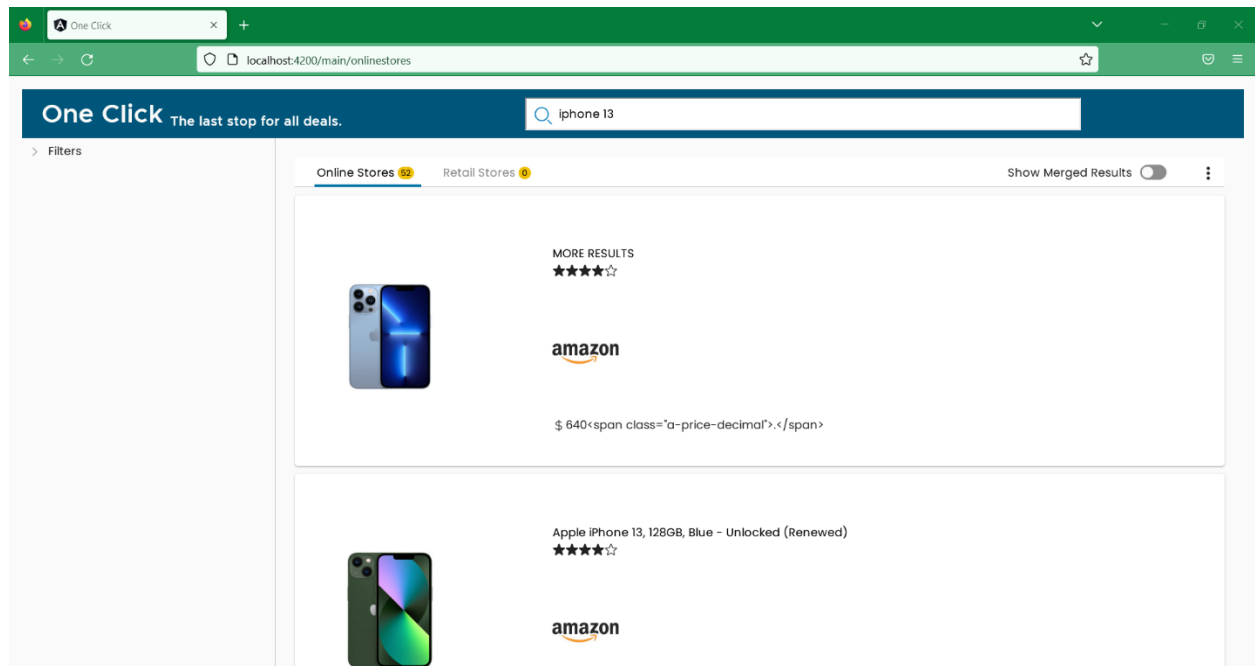 One Click
localhost:4200/main/onlinestores
One Click The last stop for all deals.
iphone 13
Filters
Online Stores 52 Retail Stores 0 Show Merged Results
MORE RESULTS
amazon
$ 640<span class="a-price-decimal">.</span>
Apple iPhone 13, 128GB, Blue - Unlocked (Renewed)
amazon